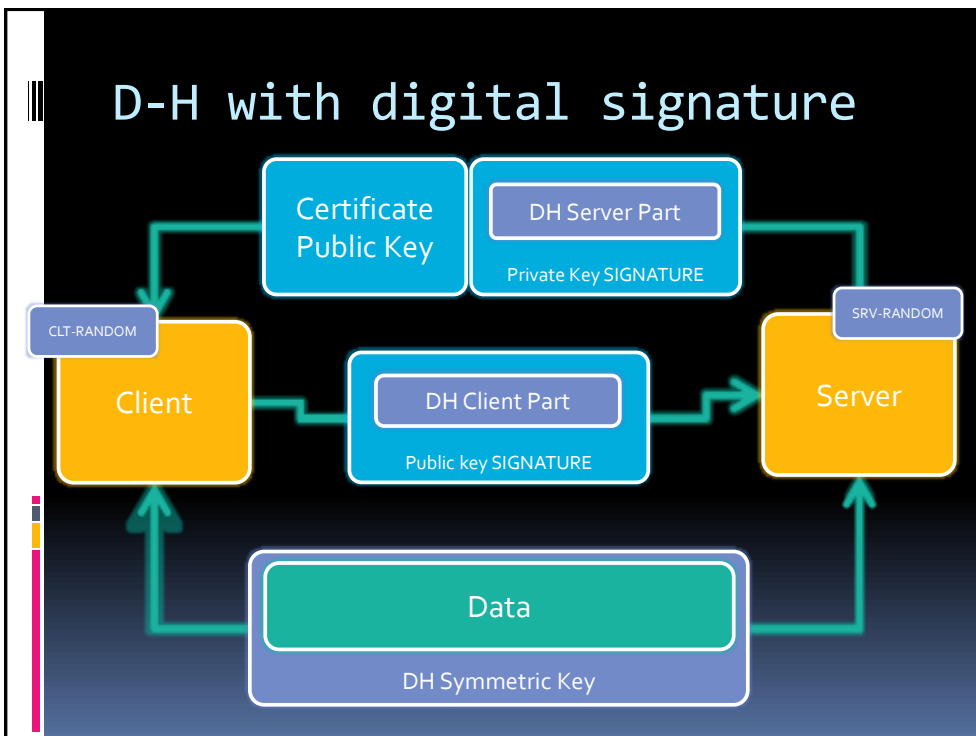 D-H with digital signature
Certificate
Public Key
DH Server Part
Private Key SIGNATURE
CLT-RANDOM
SRV-RANDOM
Client
DH Client Part
Public key SIGNATURE
Server
Data
DH Symmetric Key